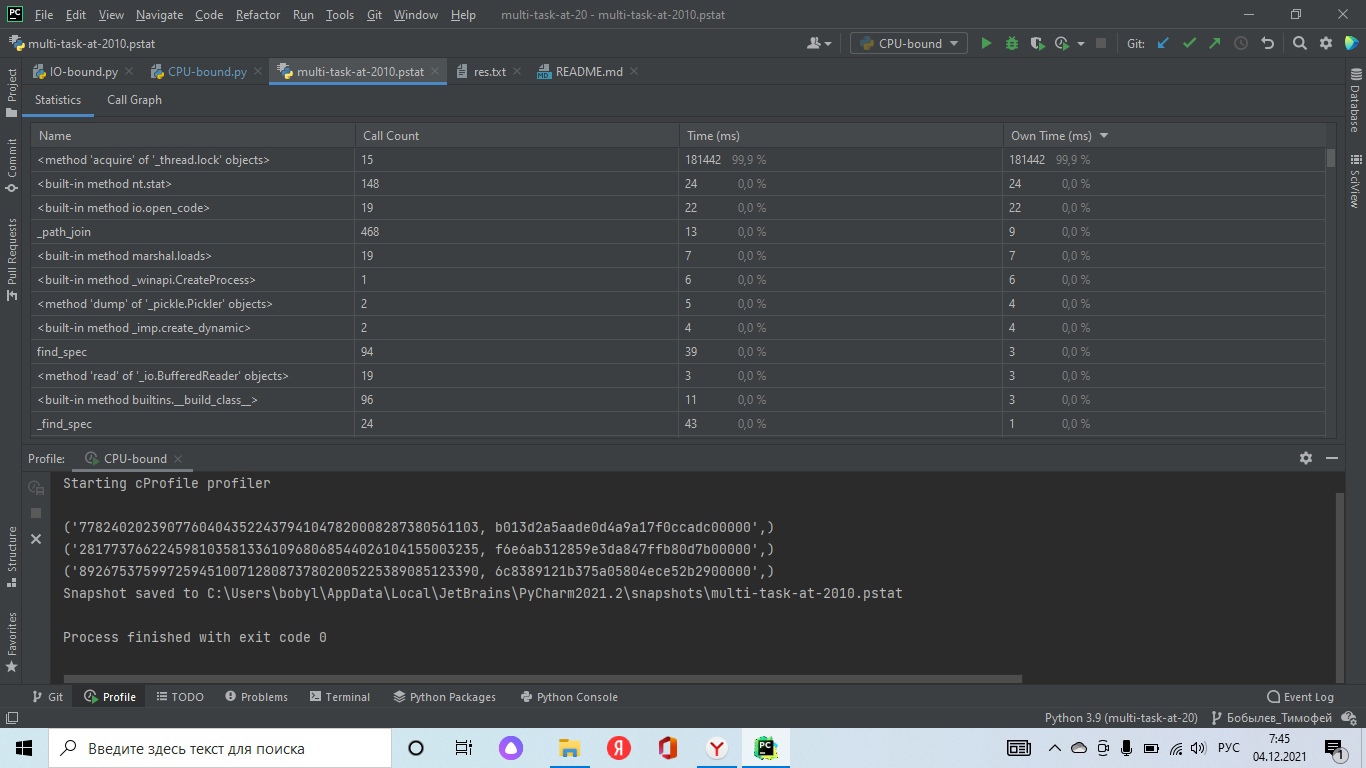 PC File Edit View Navigate Code Refactor Run Tools Git Window Help multi-task-at-20 - multi-task-at-2010.pstat
multi-task-at-2010.pstat CPU-bound Git:
IO-bound.py CPU-bound.py multi-task-at-2010.pstat res.txt README.md
Statistics Call Graph
Name Call Count Time (ms) Own Time (ms)
<method 'acquire' of '_thread.lock' objects> 15 181442 99,9 % 181442 99,9 %
<built-in method nt.stat> 148 24 0,0 % 24 0,0 %
<built-in method io.open_code> 19 22 0,0 % 22 0,0 %
_path_join 468 13 0,0 % 9 0,0 %
<built-in method marshal.loads> 19 7 0,0 % 7 0,0 %
<built-in method _winapi.CreateProcess> 1 6 0,0 % 6 0,0 %
<method 'dump' of '_pickle.Pickler' objects> 2 5 0,0 % 4 0,0 %
<built-in method _imp.create_dynamic> 2 4 0,0 % 4 0,0 %
find_spec 94 39 0,0 % 3 0,0 %
<method 'read' of '_io.BufferedReader' objects> 19 3 0,0 % 3 0,0 %
<built-in method builtins.__build_class__> 96 11 0,0 % 3 0,0 %
_find_spec 24 43 0,0 % 1 0,0 %
Project
Commit
Pull Requests
Structure
Favorites
Database
SciView
Profile: CPU-bound
Starting cProfile profiler
('77824020239077604043522437941047820008287380561103, b013d2a5aade0d4a9a17f0ccadc00000',)
('28177376622459810358133610968068544026104155003235, f6e6ab312859e3da847ffb80d7b00000',)
('89267537599725945100712808737802005225389085123390, 6c8389121b375a05804ece52b2900000',)
Snapshot saved to C:\Users\bobyl\AppData\Local\JetBrains\PyCharm2021.2\snapshots\multi-task-at-2010.pstat
Process finished with exit code 0
Git Profile TODO Problems Terminal Python Packages Python Console Event Log
Python 3.9 (multi-task-at-20) Бобылев_Тимофей
Введите здесь текст для поиска Я Y PC РУС 7:45
04.12.2021 1